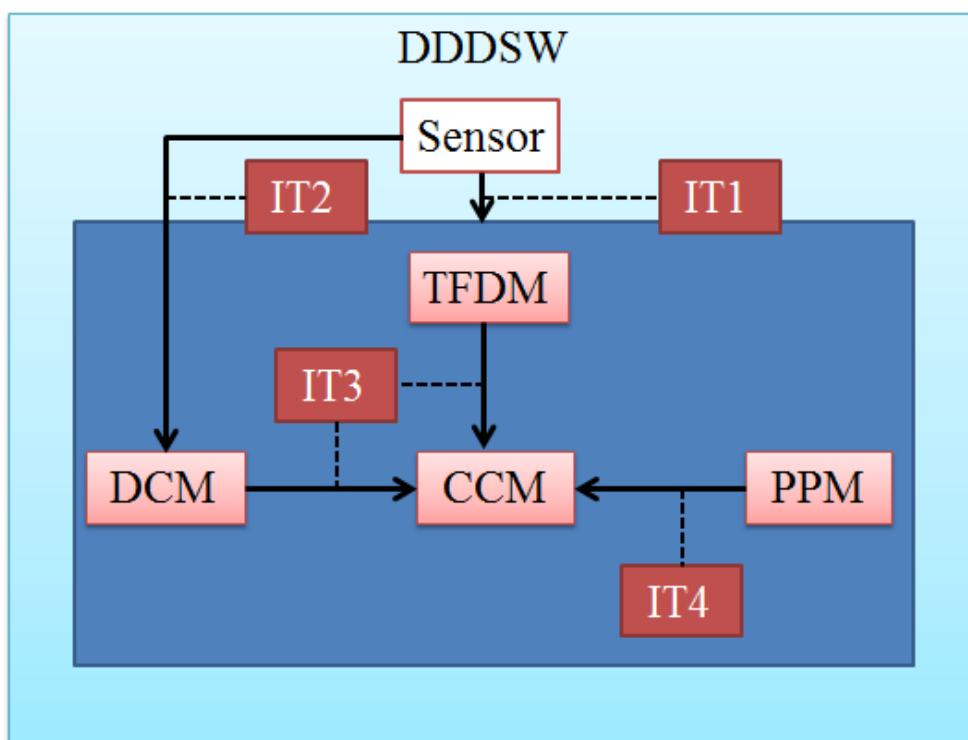 DDDSW
Sensor
IT2
IT1
TFDM
IT3
DCM
CCM
PPM
IT4